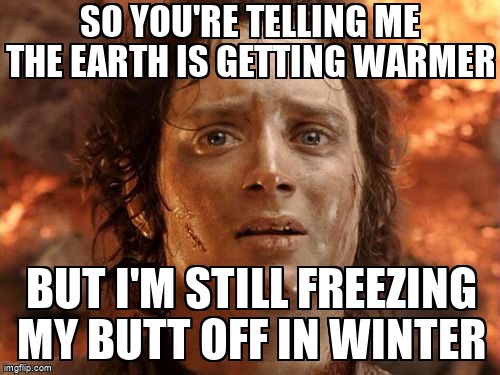 SO YOU'RE TELLING ME
THE EARTH IS GETTING WARMER
BUT I'M STILL FREEZING
MY BUTT OFF IN WINTER
imgflip.com